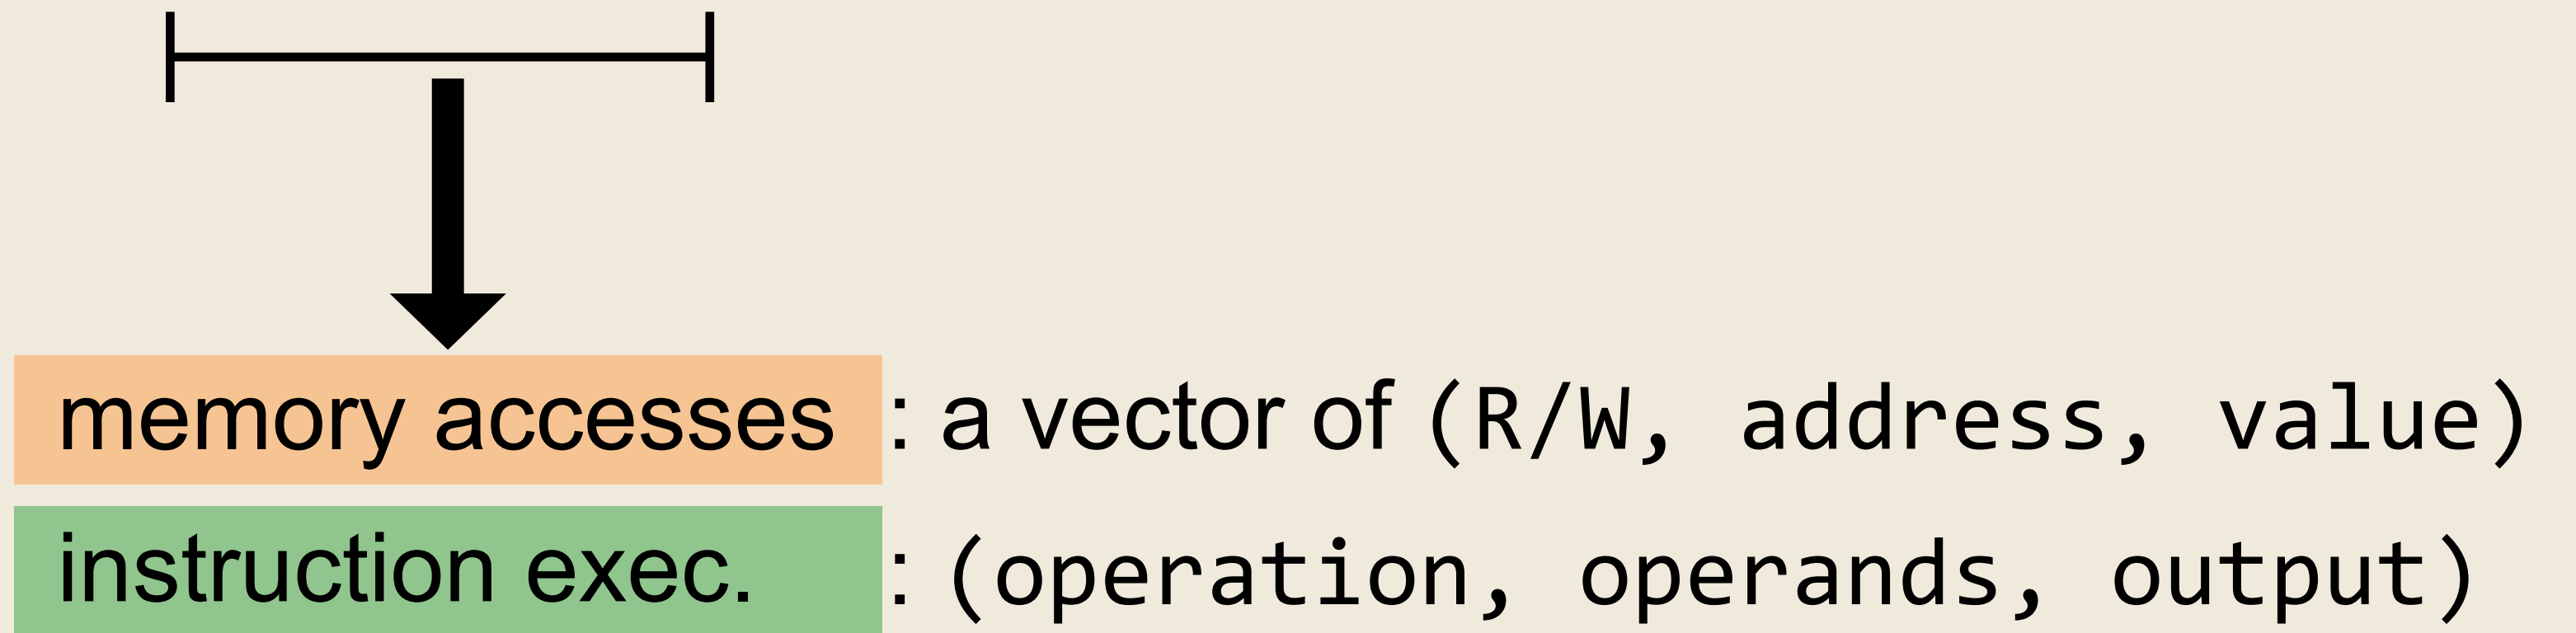 memory accesses : a vector of (R/W, address, value)
instruction exec. : (operation, operands, output)